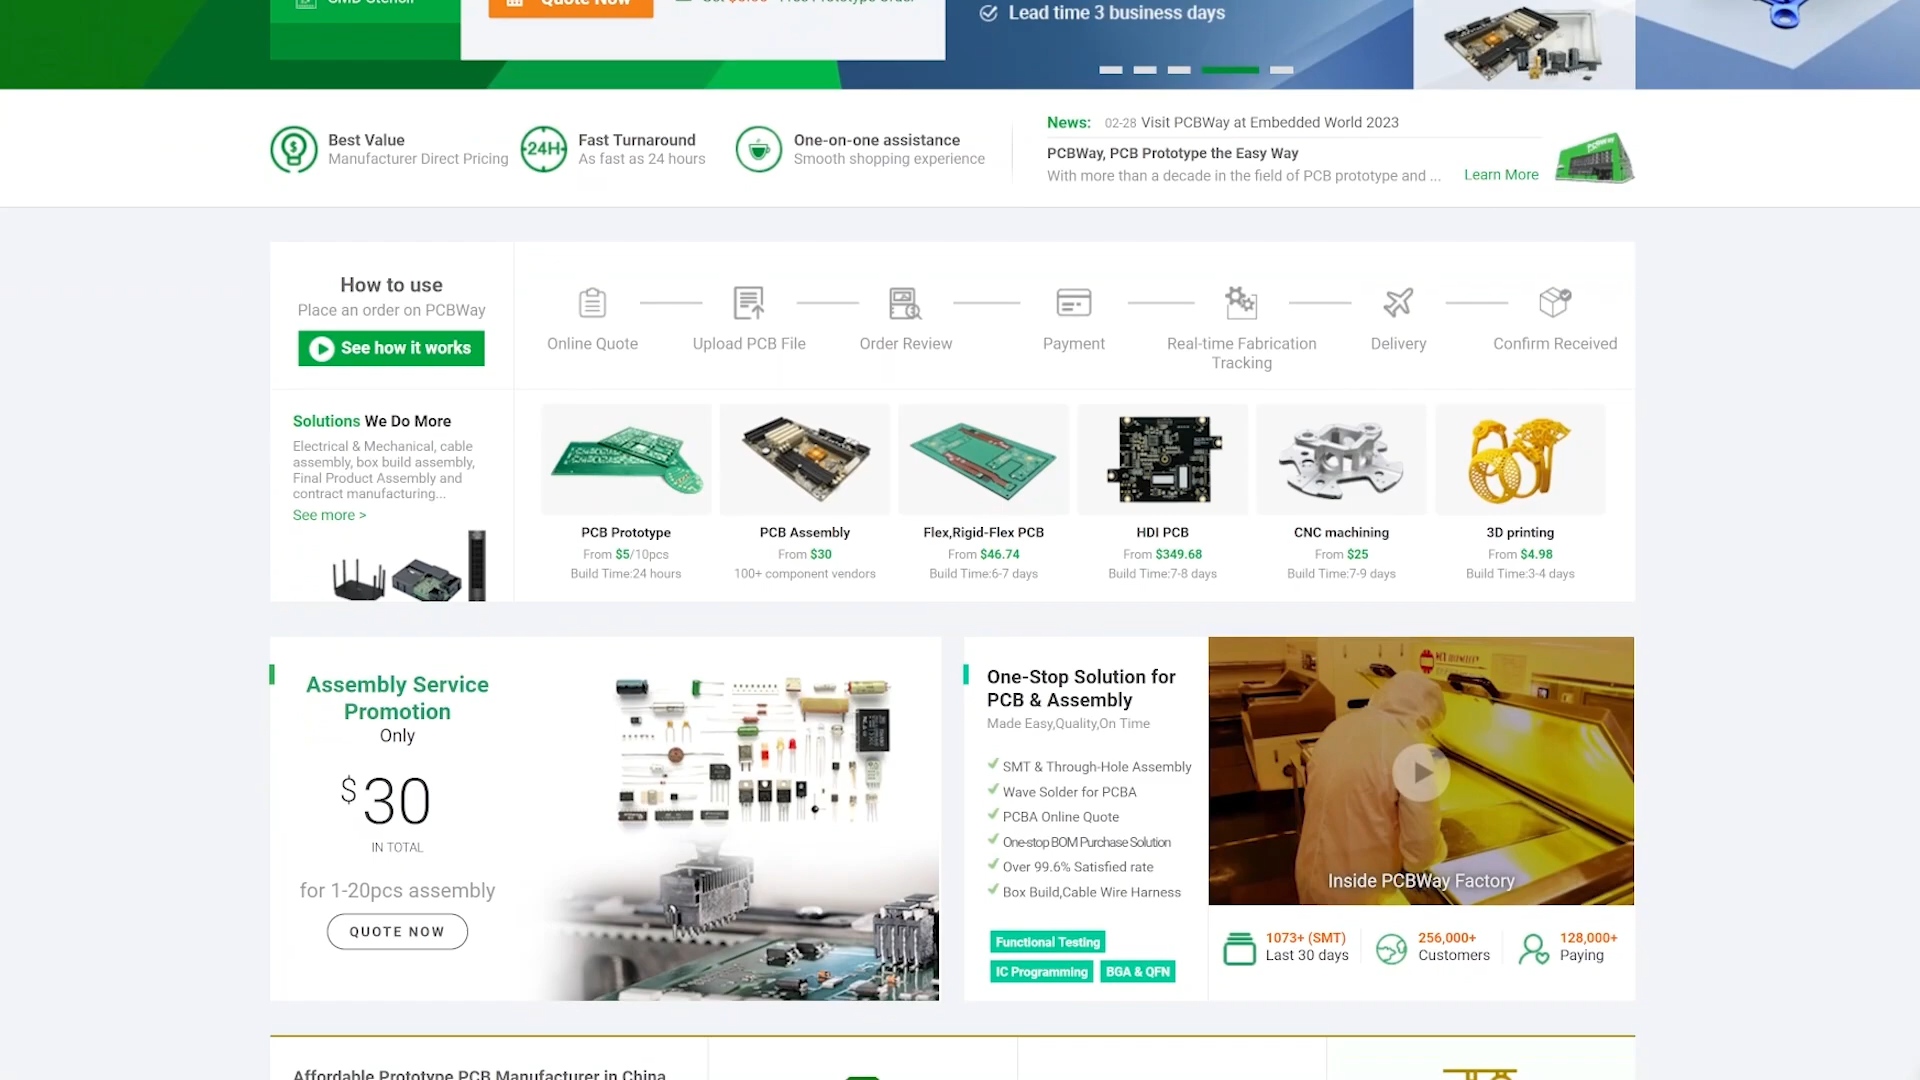 Lead time 3 business days
Best Value
Manufacturer Direct Pricing
24H
Fast Turnaround
As fast as 24 hours
One-on-one assistance
Smooth shopping experience
News: 02-28 Visit PCBWay at Embedded World 2023
PCBWay, PCB Prototype the Easy Way
With more than a decade in the field of PCB prototype and ...
Learn More
How to use
Place an order on PCBWay
See how it works
Online Quote
Upload PCB File
Order Review
Payment
Real-time Fabrication
Tracking
Delivery
Confirm Received
Solutions We Do More
Electrical & Mechanical, cable
assembly, box build assembly,
Final Product Assembly and
contract manufacturing...
See more >
PCB Prototype
From $5/10pcs
Build Time:24 hours
PCB Assembly
From $30
100+ component vendors
Flex,Rigid-Flex PCB
From $46.74
Build Time:6-7 days
HDI PCB
From $349.68
Build Time:7-8 days
CNC machining
From $25
Build Time:7-9 days
3D printing
From $4.98
Build Time:3-4 days
Assembly Service
Promotion
Only
$30
IN TOTAL
for 1-20pcs assembly
QUOTE NOW
One-Stop Solution for
PCB & Assembly
Made Easy,Quality,On Time
SMT & Through-Hole Assembly
Wave Solder for PCBA
PCBA Online Quote
One-stop BOM Purchase Solution
Over 99.6% Satisfied rate
Box Build,Cable Wire Harness
Functional Testing
IC Programming
BGA & QFN
Inside PCBWay Factory
1073+ (SMT)
Last 30 days
256,000+
Customers
128,000+
Paying
Affordable Prototype PCB Manufacturer in China